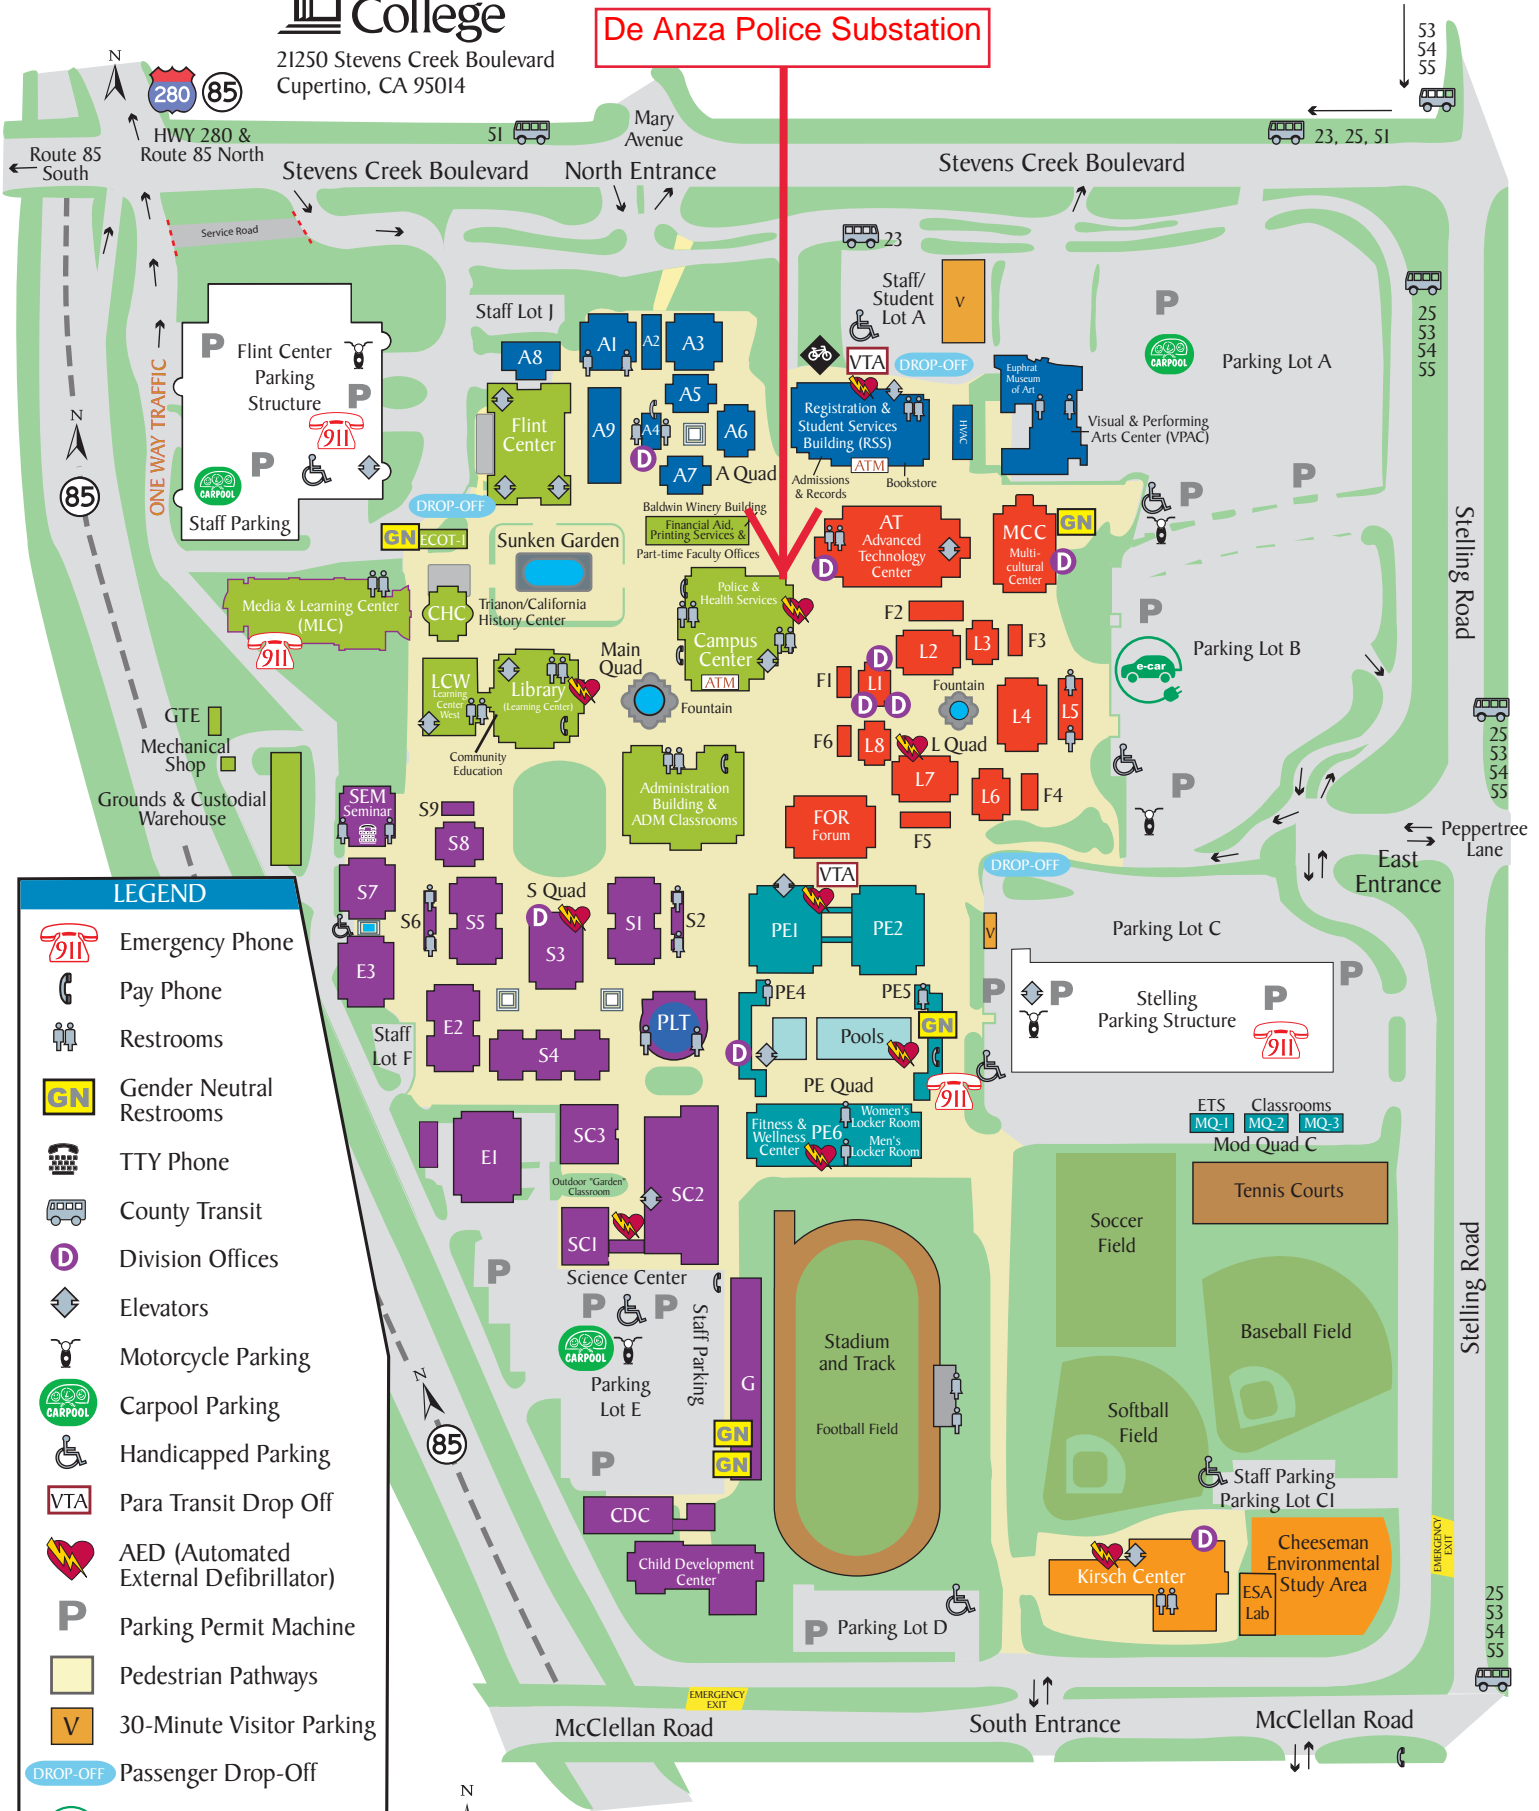 College
21250 Stevens Creek Boulevard
Cupertino, CA 95014
De Anza Police Substation
53
54
55
N
280
85
HWY 280 &
Route 85 North
Route 85
South
51
Mary
Avenue
23, 25, 51
Stevens Creek Boulevard
North Entrance
Stevens Creek Boulevard
Service Road
23
Staff/
Student
Lot A
V
25
53
54
55
P
Flint Center
Parking
Structure
P
911
P
CARPOOL
Staff Parking
ONE WAY TRAFFIC
N
85
Staff Lot J
A1
A2
A3
A8
A5
A9
A4
A6
D
A7
A Quad
Flint
Center
DROP-OFF
VTA
DROP-OFF
Registration &
Student Services
Building (RSS)
ATM
Admissions
& Records
Bookstore
HVAC
Euphrat
Museum
of Art
Visual & Performing
Arts Center (VPAC)
P
CARPOOL
Parking Lot A
P
P
GN
ECOT-1
Sunken Garden
Baldwin Winery Building
Financial Aid,
Printing Services &
Part-time Faculty Offices
AT
Advanced
Technology
Center
D
MCC
Multi-
cultural
Center
GN
D
Stelling Road
Media & Learning Center
(MLC)
911
CHC
Trianon/California
History Center
Police &
Health Services
Campus
Center
ATM
F2
L2
L3
F3
D
P
Parking Lot B
e-car
Main
Quad
Fountain
LCW
Learning
Center
West
Library
(Learning Center)
Community
Education
F1
L1
D
D
Fountain
L4
L5
F6
L8
L Quad
L7
L6
F4
F5
P
25
53
54
55
GTE
Mechanical
Shop
Grounds & Custodial
Warehouse
Administration
Building &
ADM Classrooms
FOR
Forum
VTA
DROP-OFF
Peppertree
Lane
East
Entrance
SEM
Seminar
S9
S8
S7
S6
S5
S Quad
D
S3
S1
S2
E3
PE1
PE2
V
Parking Lot C
P
P
P
P
Stelling
Parking Structure
911
PE4
PE5
GN
Pools
D
PE Quad
911
E2
Staff
Lot F
S4
PLT
ETS
Classrooms
MQ-1
MQ-2
MQ-3
Mod Quad C
Fitness &
Wellness
Center
PE6
Women's
Locker Room
Men's
Locker Room
E1
SC3
Outdoor "Garden"
Classroom
SC2
SC1
Science Center
P
P
P
CARPOOL
Parking
Lot E
P
Staff Parking
G
GN
GN
CDC
Child Development
Center
Stadium
and Track
Football Field
Soccer
Field
Tennis Courts
Baseball Field
Softball
Field
Stelling Road
Staff Parking
Parking Lot C1
Kirsch Center
D
Cheeseman
Environmental
Study Area
ESA
Lab
EMERGENCY
EXIT
25
53
54
55
P
Parking Lot D
N
85
EMERGENCY
EXIT
McClellan Road
South Entrance
McClellan Road
N
LEGEND
911
Emergency Phone
Pay Phone
Restrooms
GN
Gender Neutral
Restrooms
TTY Phone
County Transit
D
Division Offices
Elevators
Motorcycle Parking
CARPOOL
Carpool Parking
Handicapped Parking
VTA
Para Transit Drop Off
AED (Automated
External Defibrillator)
P
Parking Permit Machine
Pedestrian Pathways
V
30-Minute Visitor Parking
DROP-OFF
Passenger Drop-Off